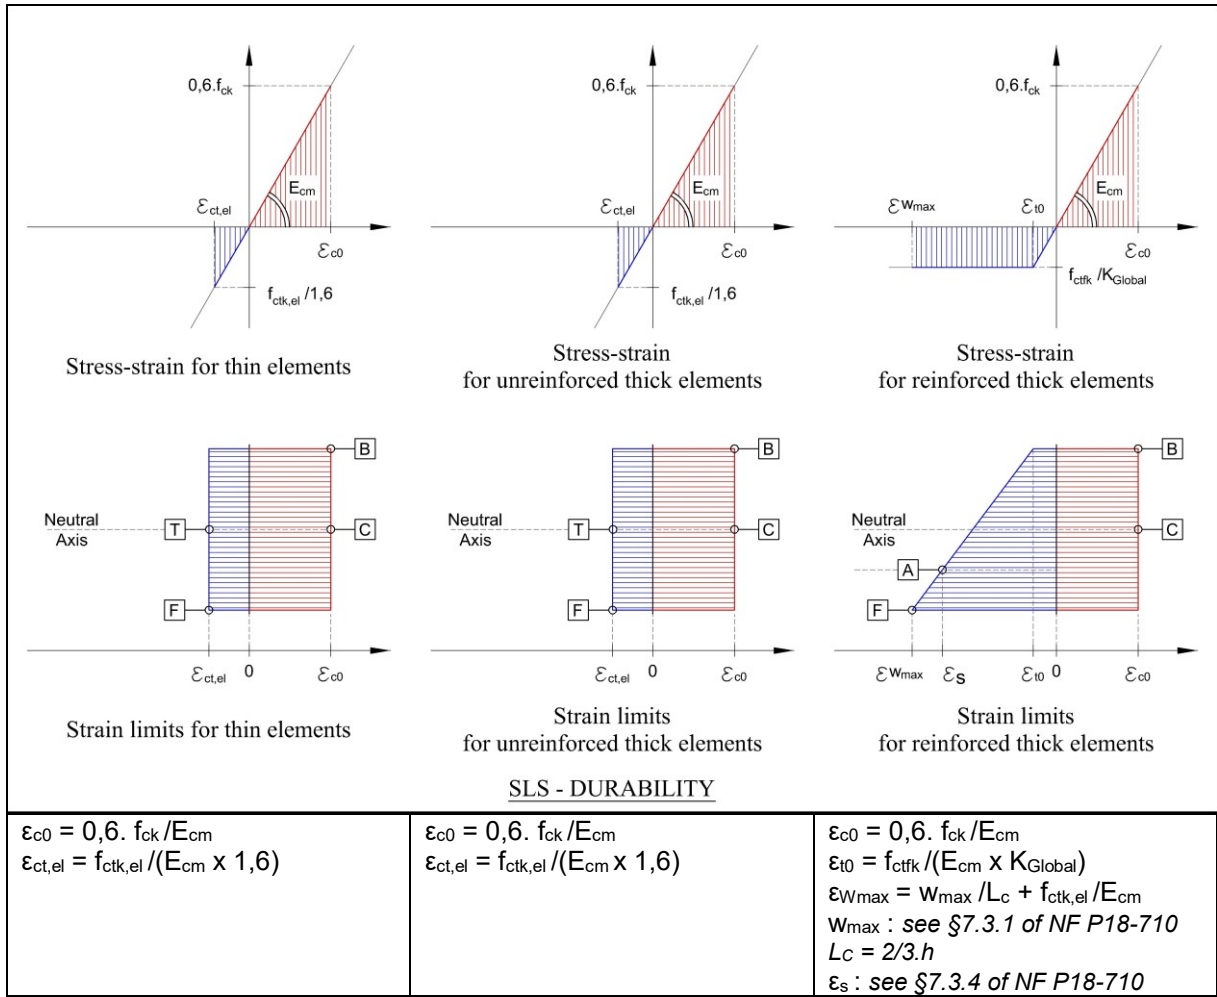 0,6.fck
0,6.fck
0,6.fck
Ecm
Ecm
Ecm
εct,el
εct,el
εwmax
εt0
εc0
εc0
εc0
fctk,el /1,6
fctk,el /1,6
fctfk /KGlobal
Stress-strain for thin elements
Stress-strain
for unreinforced thick elements
Stress-strain
for reinforced thick elements
B
B
B
Neutral
Axis
T
C
Neutral
Axis
T
C
Neutral
Axis
C
A
F
F
F
εct,el 0 εc0
εct,el 0 εc0
εwmax εs εt0 0 εc0
Strain limits for thin elements
Strain limits
for unreinforced thick elements
Strain limits
for reinforced thick elements
SLS - DURABILITY
εc0 = 0,6. fck /Ecm
εct,el = fctk,el /(Ecm x 1,6)
εc0 = 0,6. fck /Ecm
εct,el = fctk,el /(Ecm x 1,6)
εc0 = 0,6. fck /Ecm
εt0 = fctfk /(Ecm x KGlobal)
εWmax = wmax /Lc + fctk,el /Ecm
wmax : see §7.3.1 of NF P18-710
LC = 2/3.h
εs : see §7.3.4 of NF P18-710